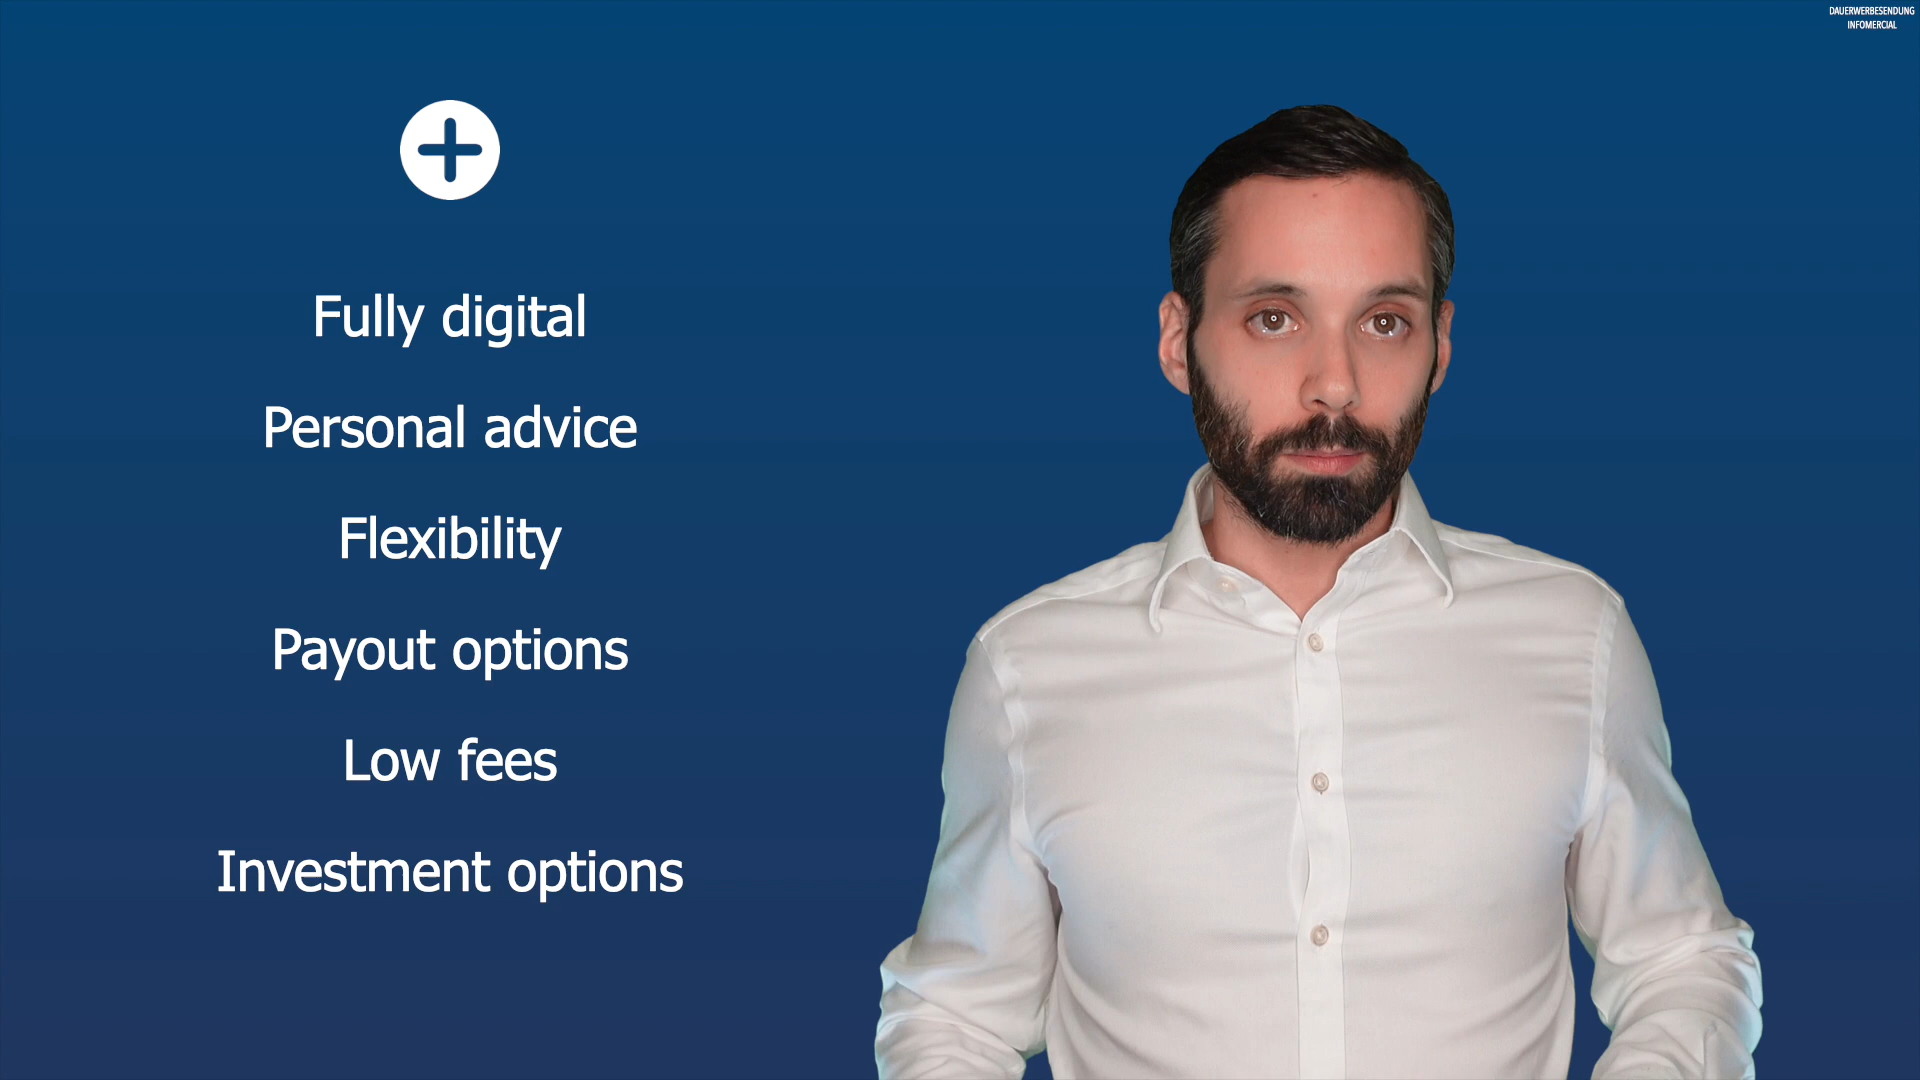 DAUERWERBESENDUNG
INFOMERCIAL
Fully digital
Personal advice
Flexibility
Payout options
Low fees
Investment options